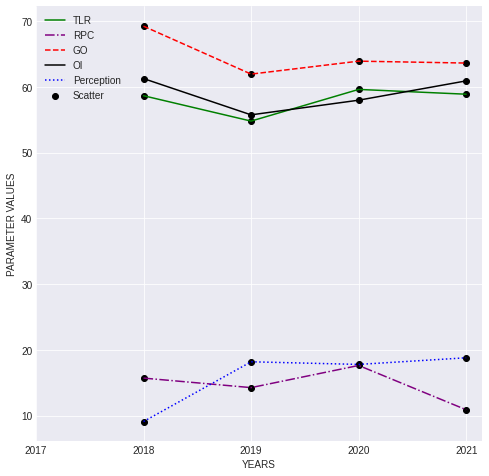 TLR
RPC
GO
OI
Perception
Scatter
PARAMETER VALUES
70
60
50
40
30
20
10
2017 2018 2019 2020 2021
YEARS